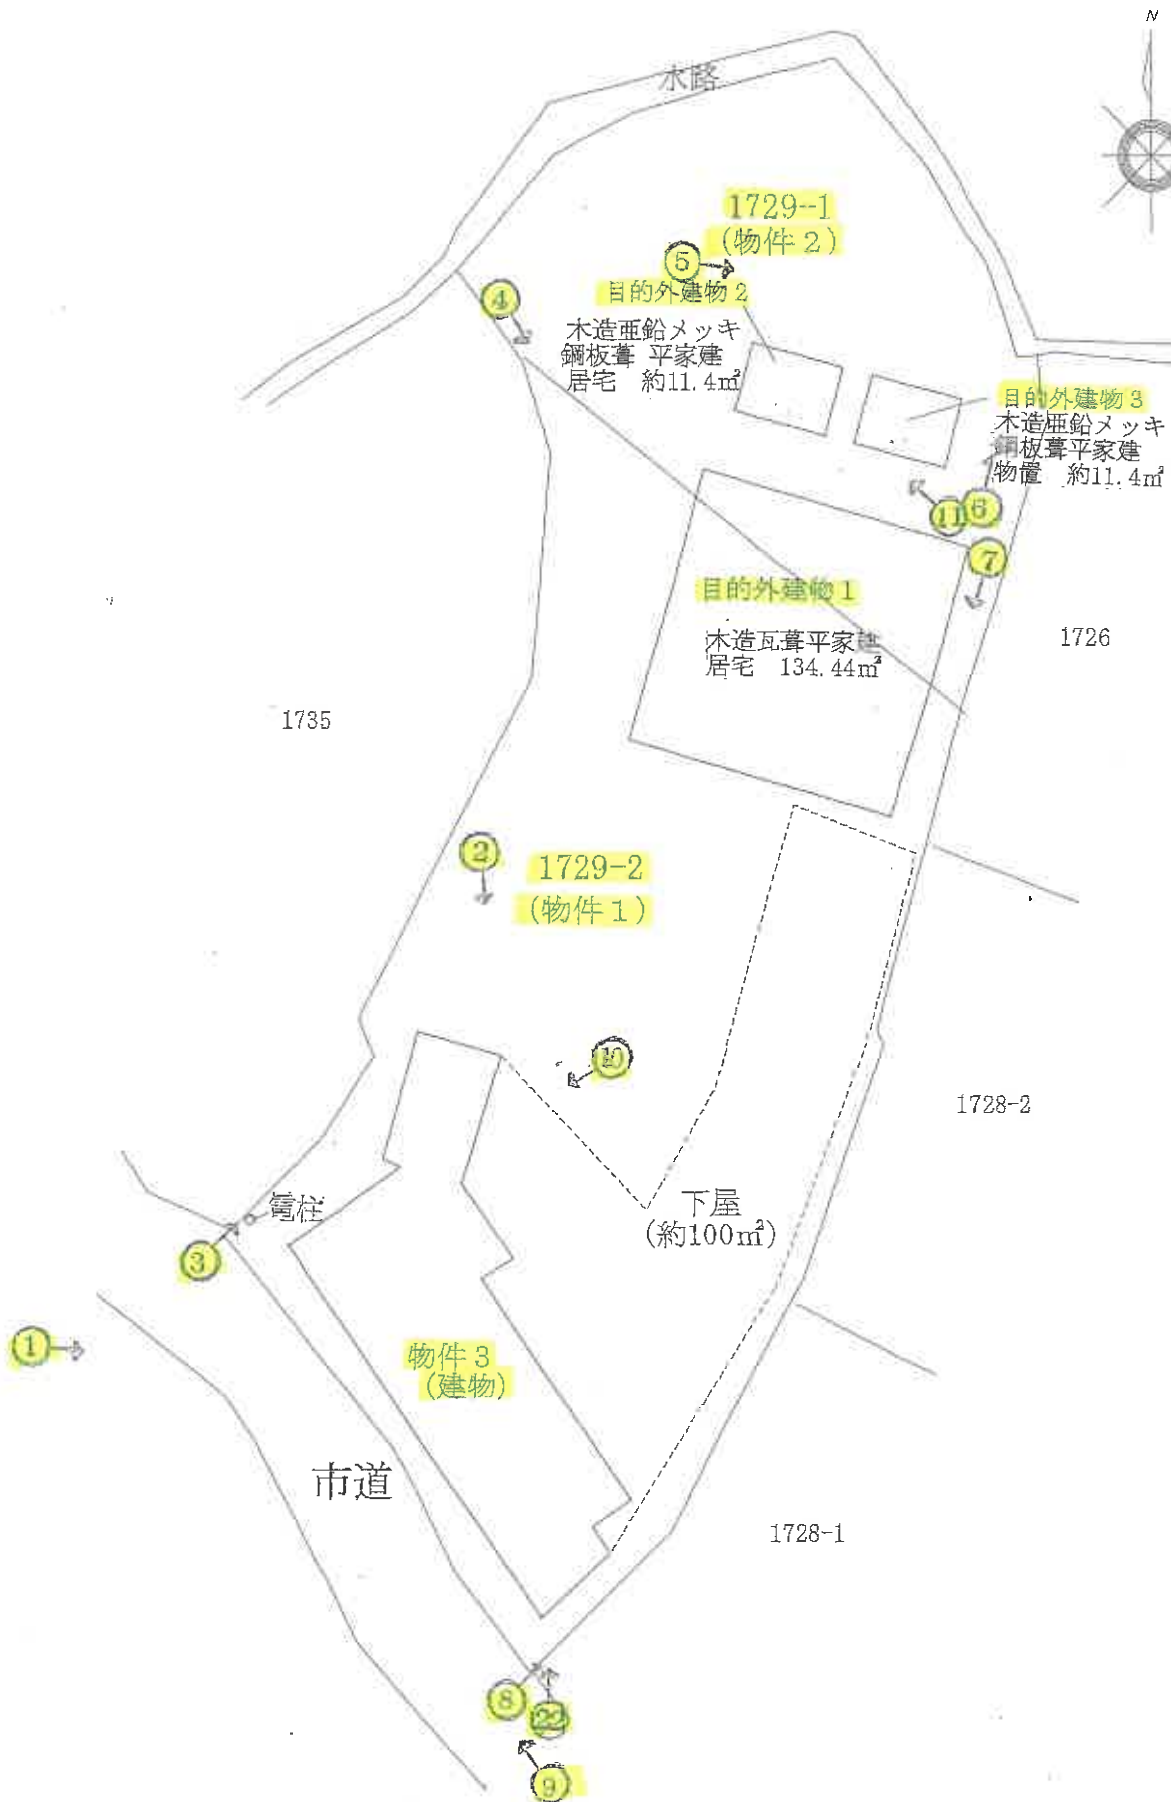 N
水路
1729-1
(物件2)
⑤
④
目的外建物2
木造亜鉛メッキ
鋼板葺 平家建
居宅 約11.4㎡
目的外建物3
木造亜鉛メッキ
鋼板葺平家建
物置 約11.4㎡
⑪
⑥
⑦
目的外建物1
木造瓦葺平家建
居宅 134.44㎡
1726
1735
②
1729-2
(物件1)
⑩
1728-2
電柱
下屋
(約100㎡)
③
①
物件3
(建物)
市道
1728-1
⑧
㉒
⑨